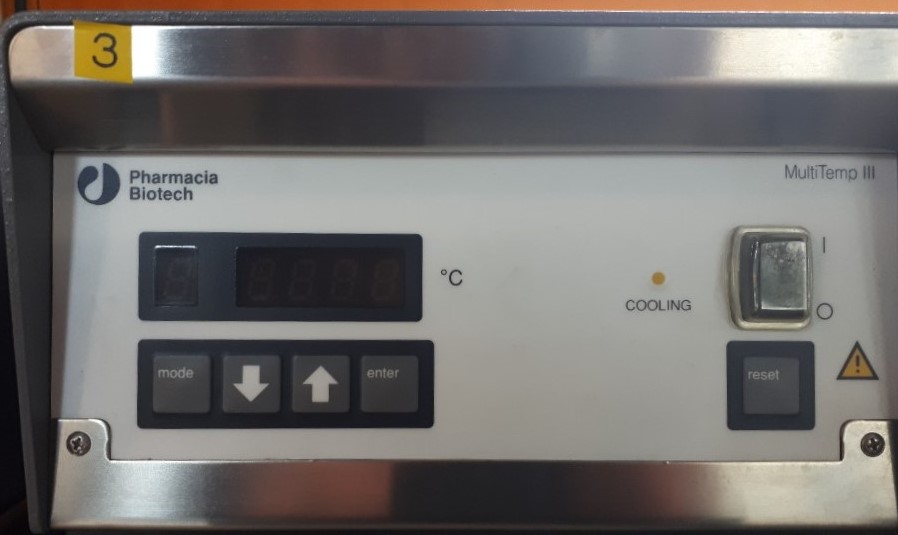 3
Pharmacia
Biotech
MultiTemp III
°C
COOLING
I
O
mode
enter
reset